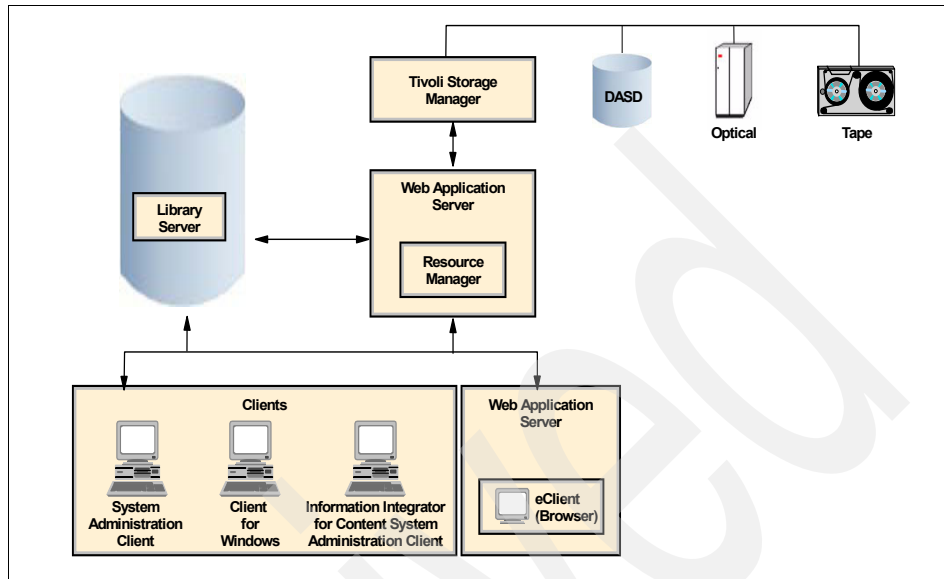 Tivoli Storage
Manager
DASD
Optical
Tape
Library
Server
Web Application
Server
Resource
Manager
Clients
System
Administration
Client
Client
for
Windows
Information Integrator
for Content System
Administration Client
Web Application
Server
eClient
(Browser)